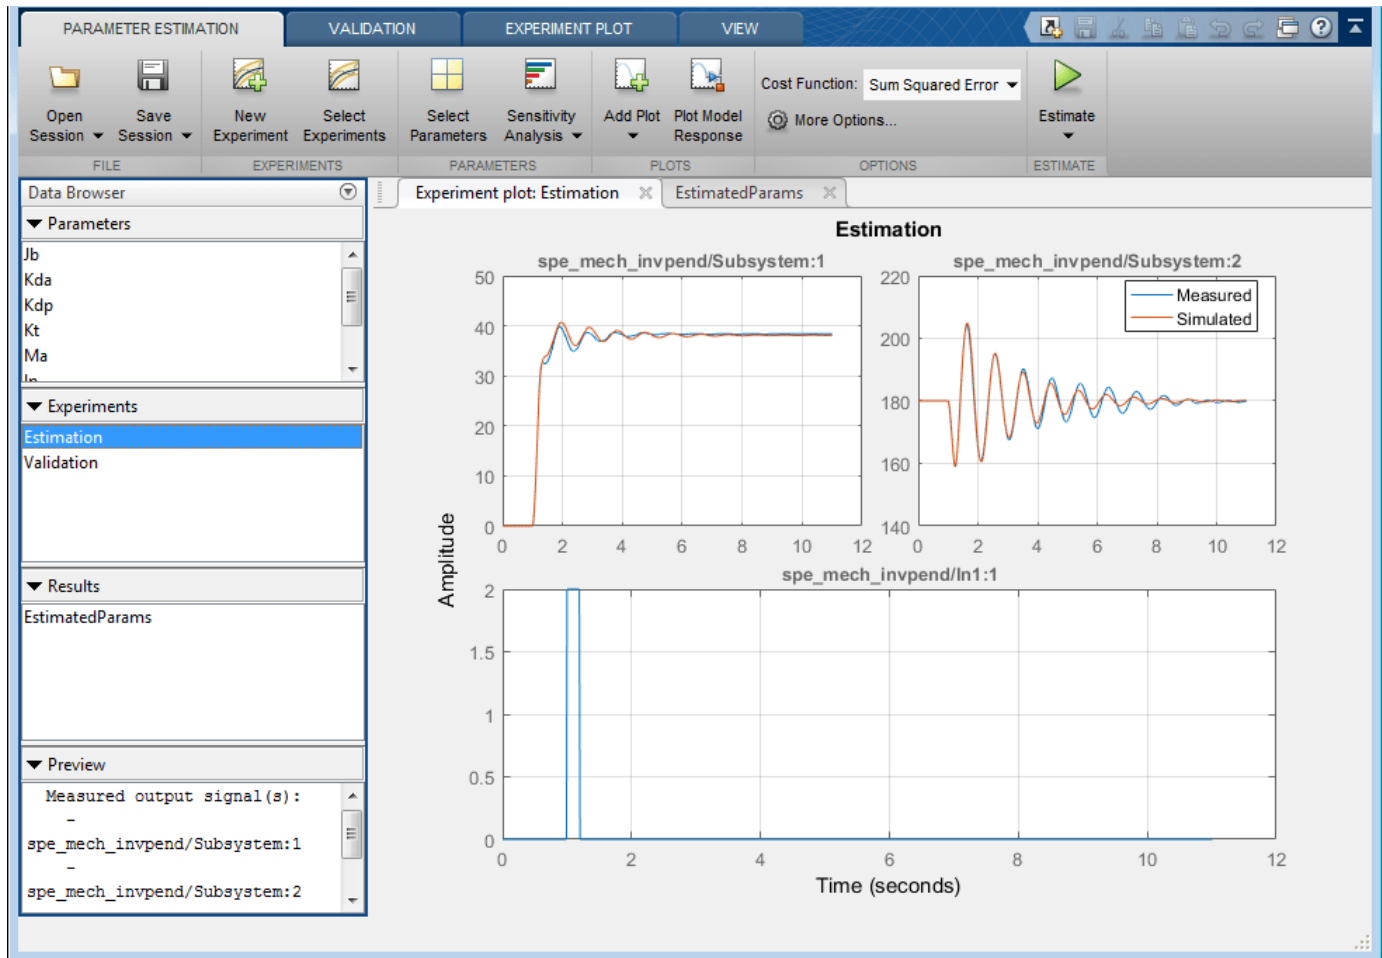 PARAMETER ESTIMATION VALIDATION EXPERIMENT PLOT VIEW
Open Session
Save Session
New Experiment
Select Experiments
Select Parameters
Sensitivity Analysis
Add Plot
Plot Model Response
Cost Function: Sum Squared Error
More Options...
Estimate
FILE EXPERIMENTS PARAMETERS PLOTS OPTIONS ESTIMATE
Data Browser
Parameters
Jb
Kda
Kdp
Kt
Ma
Experiments
Estimation
Validation
Results
EstimatedParams
Preview
Measured output signal(s):
-
spe_mech_invpend/Subsystem:1
-
spe_mech_invpend/Subsystem:2
Experiment plot: Estimation EstimatedParams
Estimation
spe_mech_invpend/Subsystem:1
50
40
30
20
10
0
0 2 4 6 8 10 12
spe_mech_invpend/Subsystem:2
Measured
Simulated
220
200
180
160
140
0 2 4 6 8 10 12
Amplitude
spe_mech_invpend/In1:1
2
1.5
1
0.5
0
0 2 4 6 8 10 12
Time (seconds)